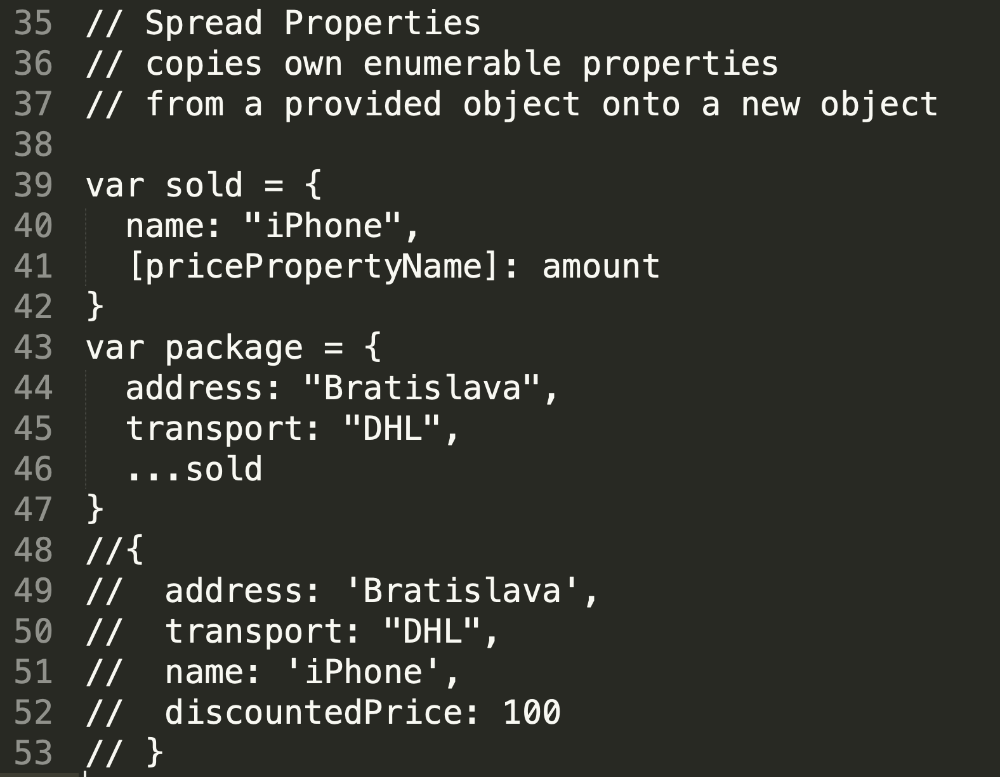 35 // Spread Properties
36 // copies own enumerable properties
37 // from a provided object onto a new object
38
39 var sold = {
40   name: "iPhone",
41   [pricePropertyName]: amount
42 }
43 var package = {
44   address: "Bratislava",
45   transport: "DHL",
46   ...sold
47 }
48 //{
49 //  address: 'Bratislava',
50 //  transport: "DHL",
51 //  name: 'iPhone',
52 //  discountedPrice: 100
53 // }